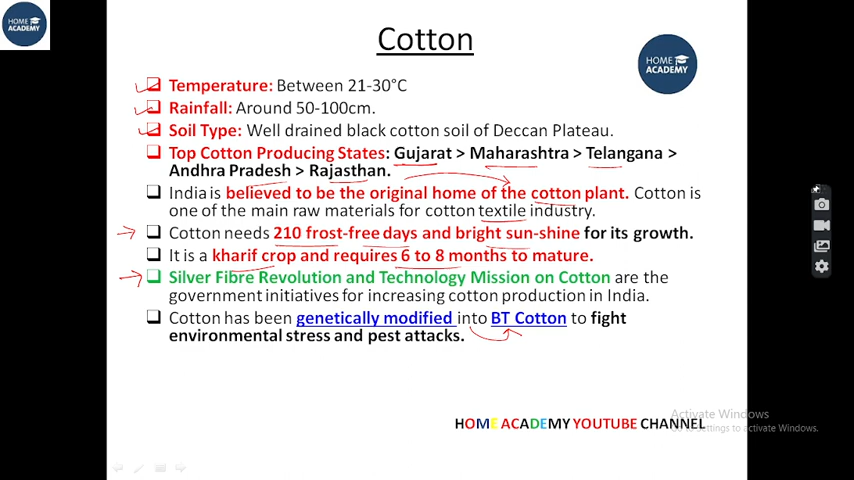 HOME
ACADEMY
Cotton
HOME
ACADEMY
Temperature: Between 21-30°C
Rainfall: Around 50-100cm.
Soil Type: Well drained black cotton soil of Deccan Plateau.
Top Cotton Producing States: Gujarat > Maharashtra > Telangana >
Andhra Pradesh > Rajasthan.
India is believed to be the original home of the cotton plant. Cotton is
one of the main raw materials for cotton textile industry.
Cotton needs 210 frost-free days and bright sun-shine for its growth.
It is a kharif crop and requires 6 to 8 months to mature.
Silver Fibre Revolution and Technology Mission on Cotton are the
government initiatives for increasing cotton production in India.
Cotton has been genetically modified into BT Cotton to fight
environmental stress and pest attacks.
HOME ACADEMY YOUTUBE CHANNEL
Activate Windows
to activate Windows.